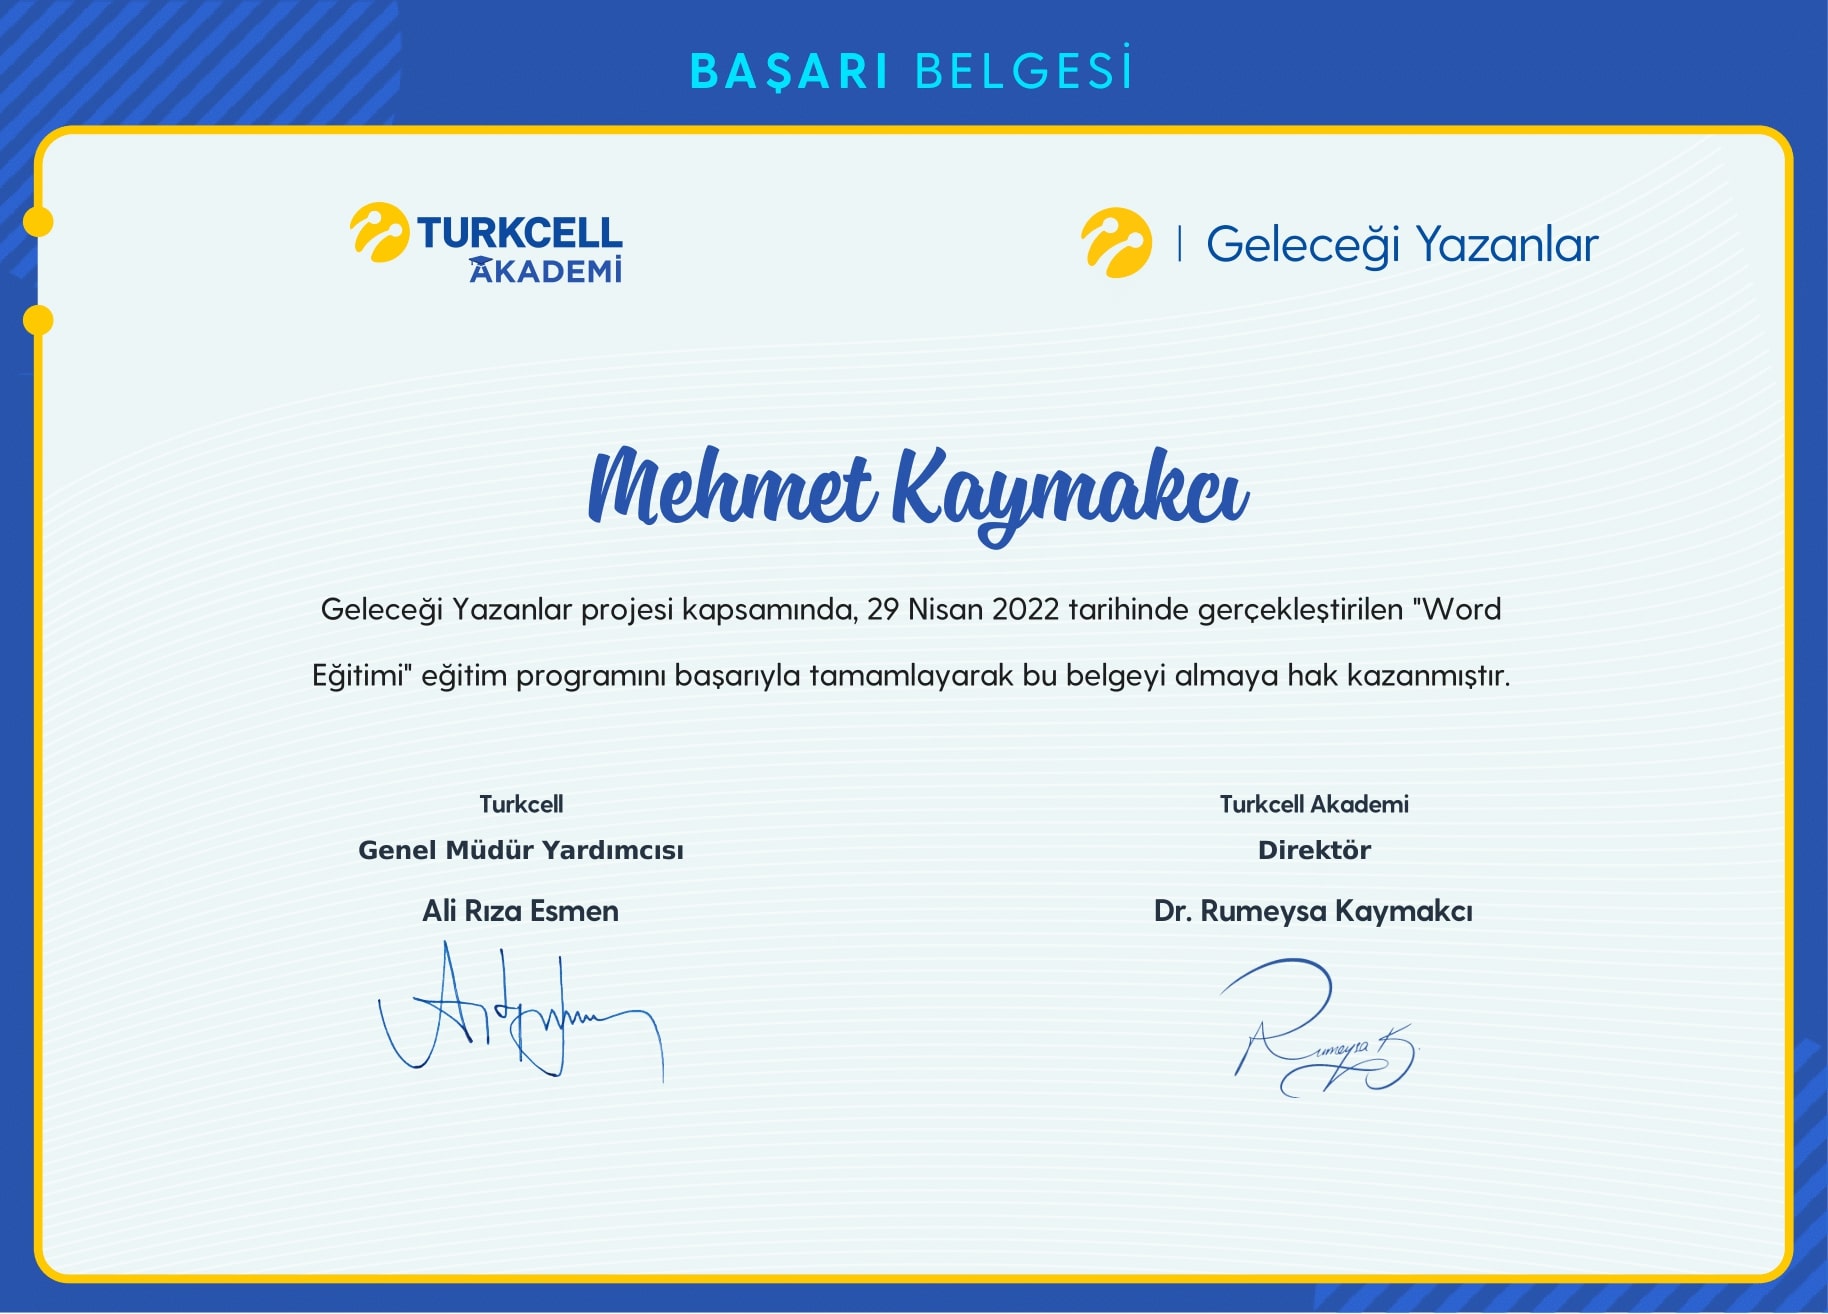 BAŞARI BELGESİ
TURKCELL
AKADEMİ
Geleceği Yazanlar
Mehmet Kaymakcı
Geleceği Yazanlar projesi kapsamında, 29 Nisan 2022 tarihinde gerçekleştirilen "Word
Eğitimi" eğitim programını başarıyla tamamlayarak bu belgeyi almaya hak kazanmıştır.
Turkcell
Genel Müdür Yardımcısı
Ali Rıza Esmen
Turkcell Akademi
Direktör
Dr. Rumeysa Kaymakcı
Rumeysa K.